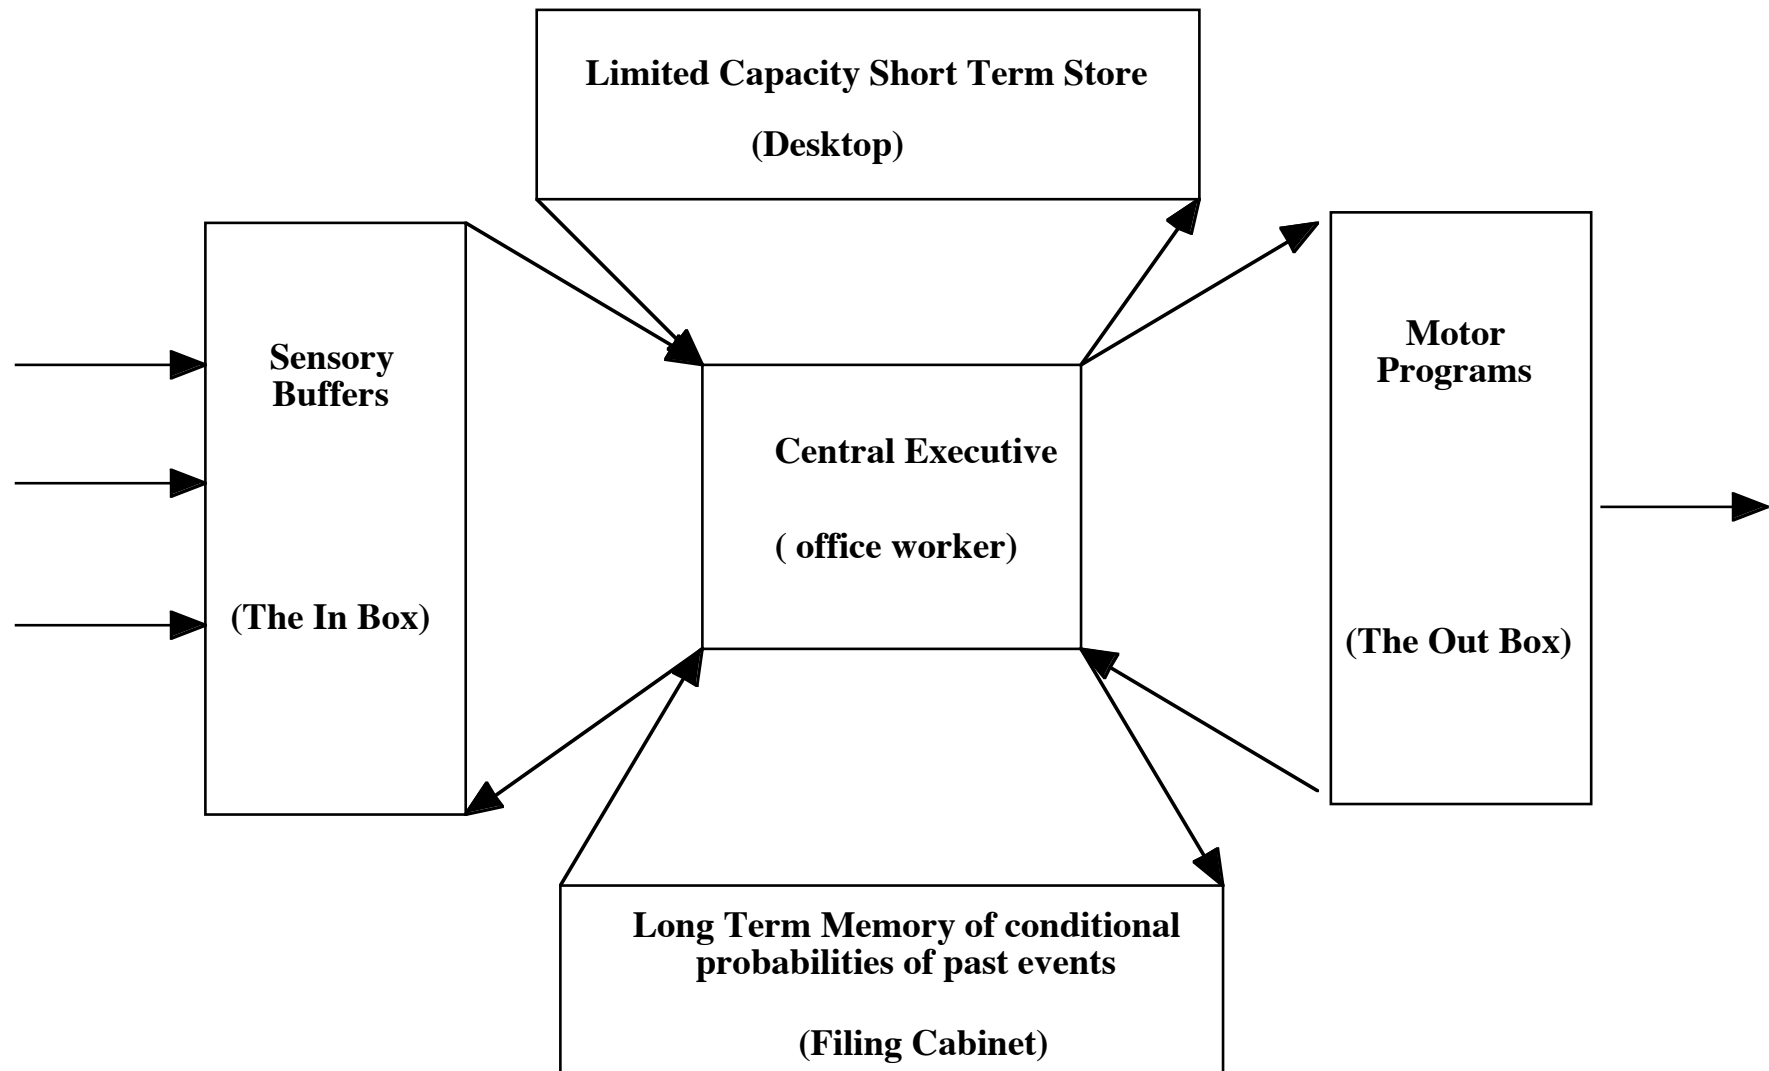 Limited Capacity Short Term Store
(Desktop)
Sensory
Buffers
(The In Box)
Central Executive
( office worker)
Motor
Programs
(The Out Box)
Long Term Memory of conditional
probabilities of past events
(Filing Cabinet)